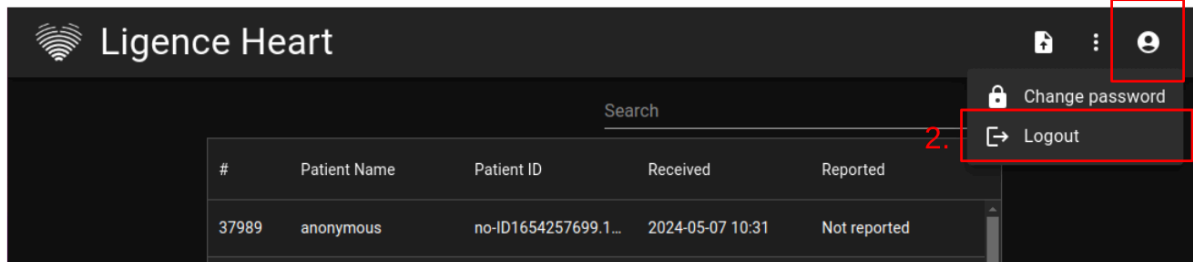 Ligence Heart
Change password
Search
2. Logout
# Patient Name Patient ID Received Reported
37989 anonymous no-ID1654257699.1... 2024-05-07 10:31 Not reported